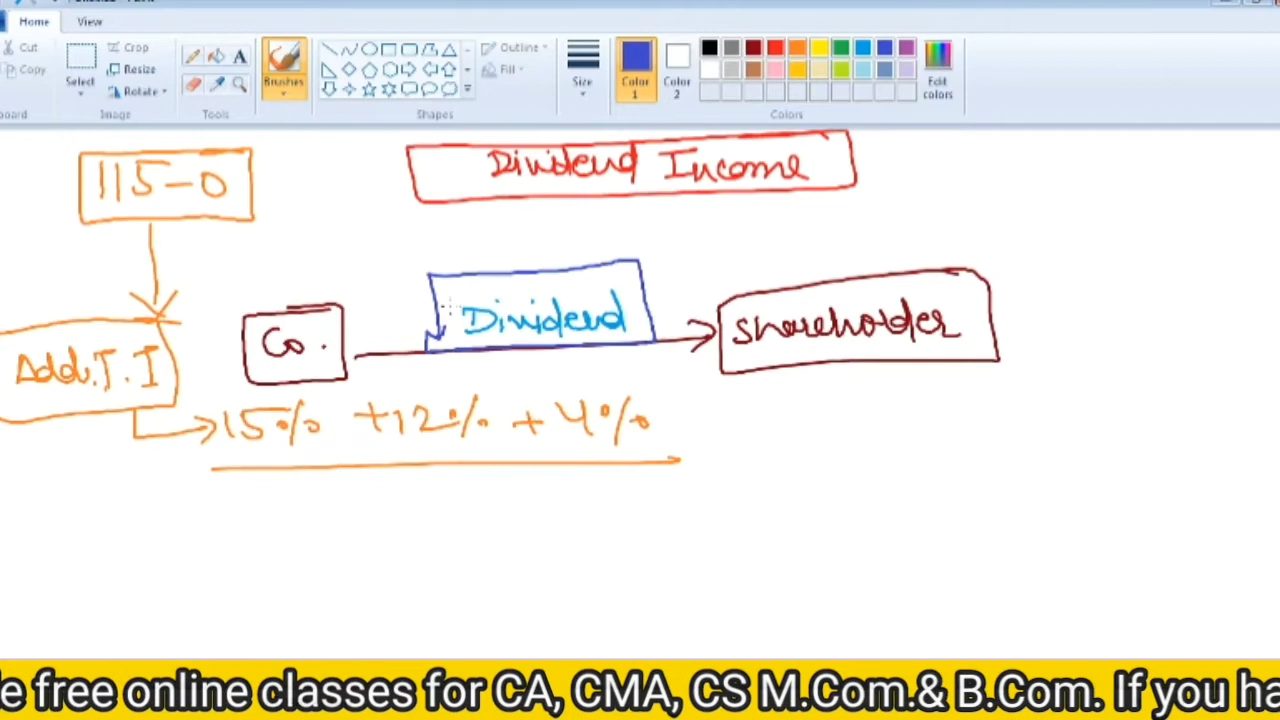 Home View
Cut
Copy
Select
Crop
Resize
Rotate
Image
Tools
Brushes
Shapes
Outline
Fill
Size
Color 1
Color 2
Edit colors
Colors
115-O
Dividend Income
Add.T.I
Co.
Dividend
Shareholder
15% +12% + 4%
free online classes for CA, CMA, CS M.Com.& B.Com. If you